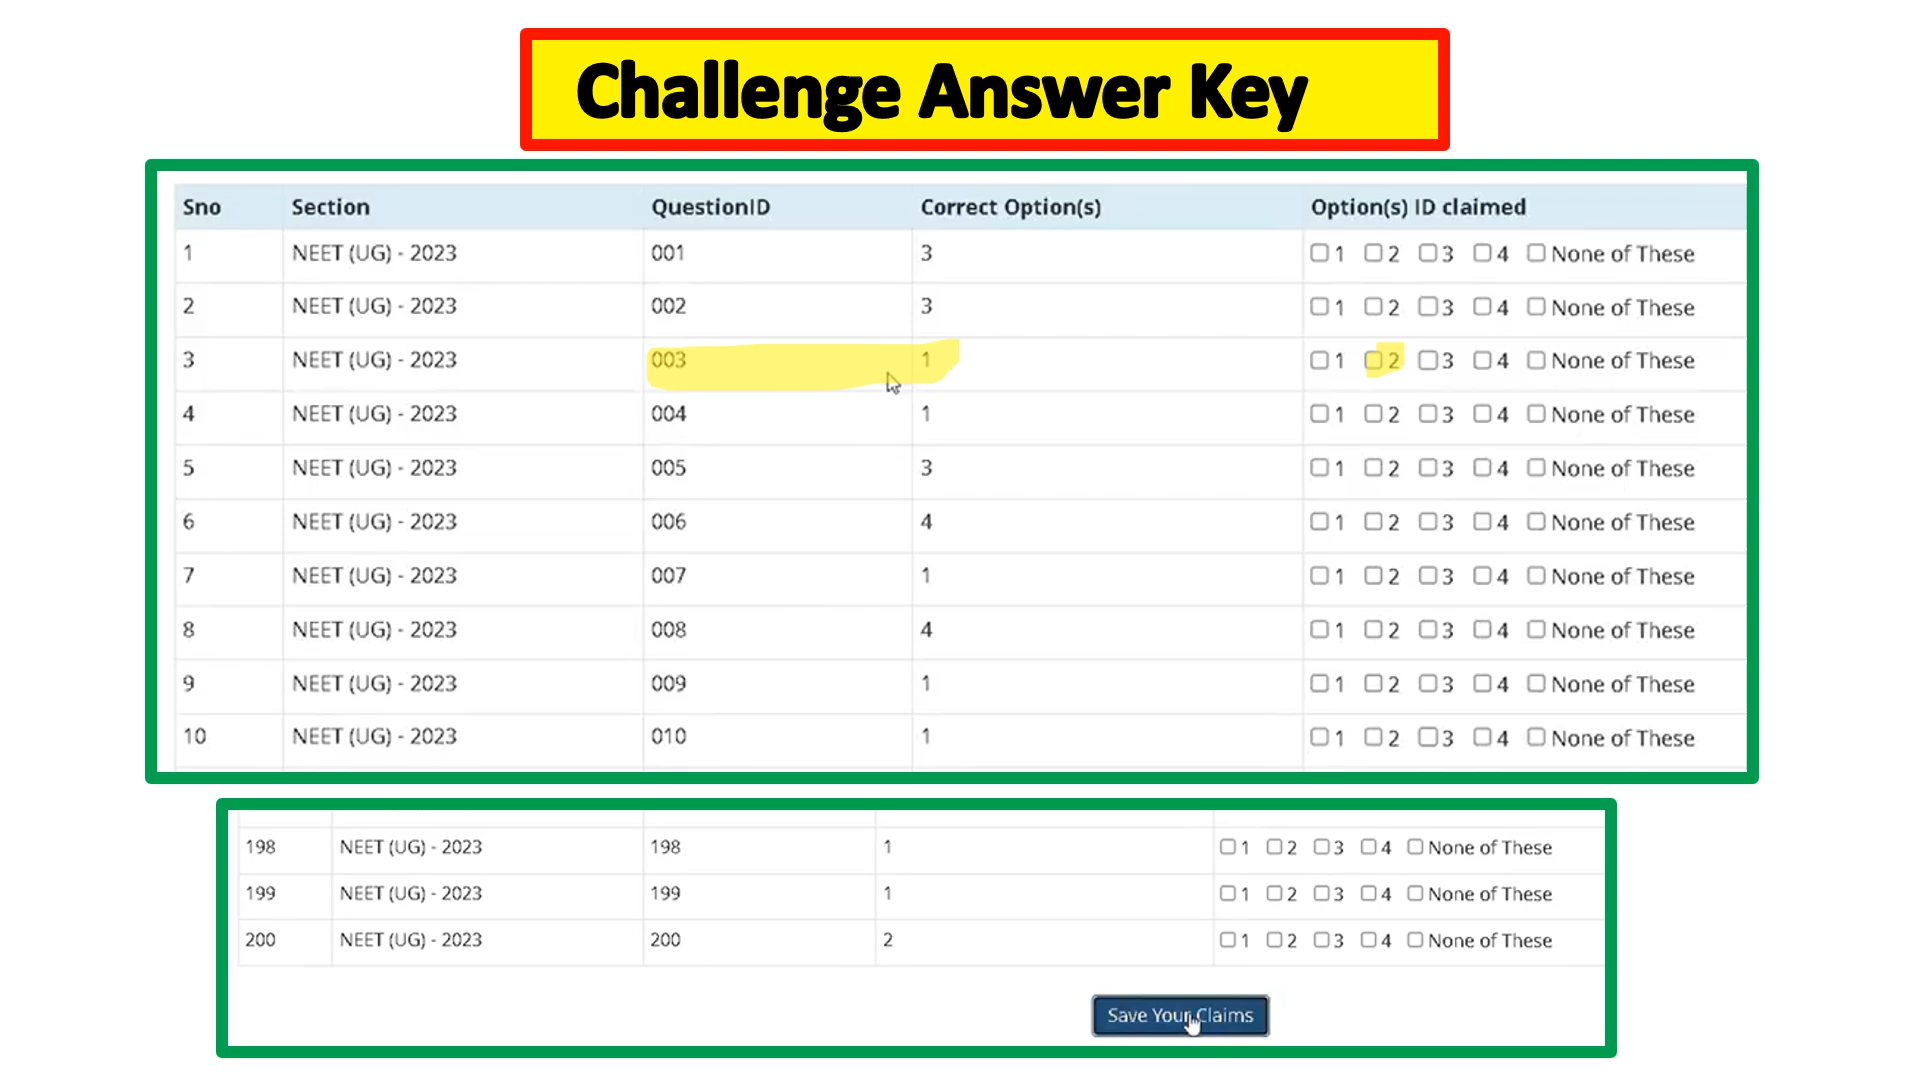 Challenge Answer Key
Sno Section QuestionID Correct Option(s) Option(s) ID claimed
1 NEET (UG) - 2023 001 3 1 2 3 4 None of These
2 NEET (UG) - 2023 002 3 1 2 3 4 None of These
3 NEET (UG) - 2023 003 1 1 2 3 4 None of These
4 NEET (UG) - 2023 004 1 1 2 3 4 None of These
5 NEET (UG) - 2023 005 3 1 2 3 4 None of These
6 NEET (UG) - 2023 006 4 1 2 3 4 None of These
7 NEET (UG) - 2023 007 1 1 2 3 4 None of These
8 NEET (UG) - 2023 008 4 1 2 3 4 None of These
9 NEET (UG) - 2023 009 1 1 2 3 4 None of These
10 NEET (UG) - 2023 010 1 1 2 3 4 None of These
198 NEET (UG) - 2023 198 1 1 2 3 4 None of These
199 NEET (UG) - 2023 199 1 1 2 3 4 None of These
200 NEET (UG) - 2023 200 2 1 2 3 4 None of These
Save Your Claims